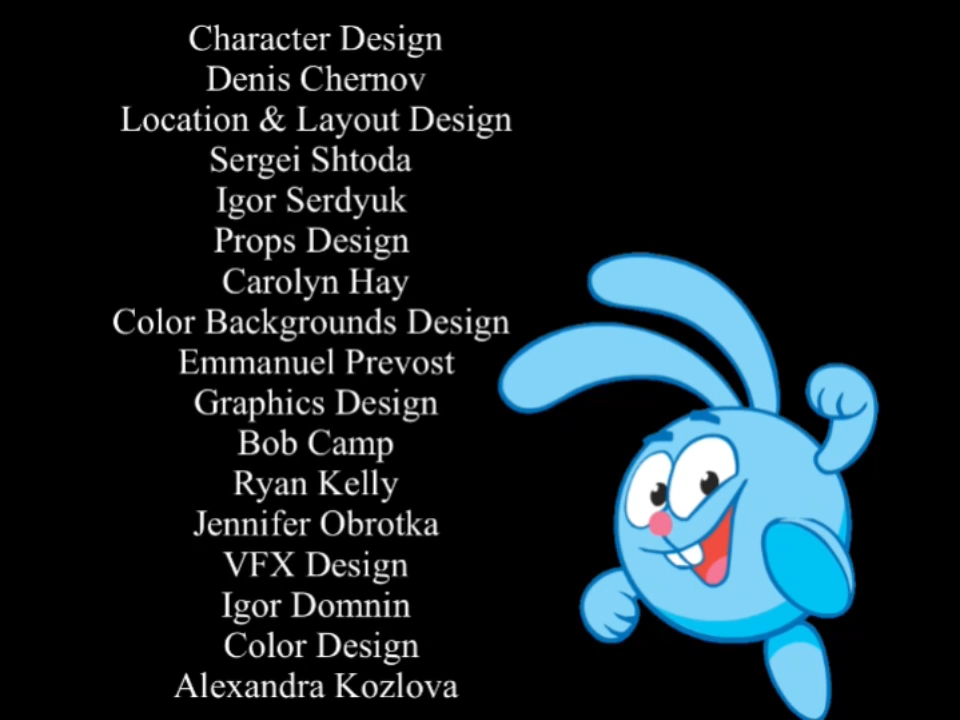 Character Design
Denis Chernov
Location & Layout Design
Sergei Shtoda
Igor Serdyuk
Props Design
Carolyn Hay
Color Backgrounds Design
Emmanuel Prevost
Graphics Design
Bob Camp
Ryan Kelly
Jennifer Obrotka
VFX Design
Igor Domnin
Color Design
Alexandra Kozlova